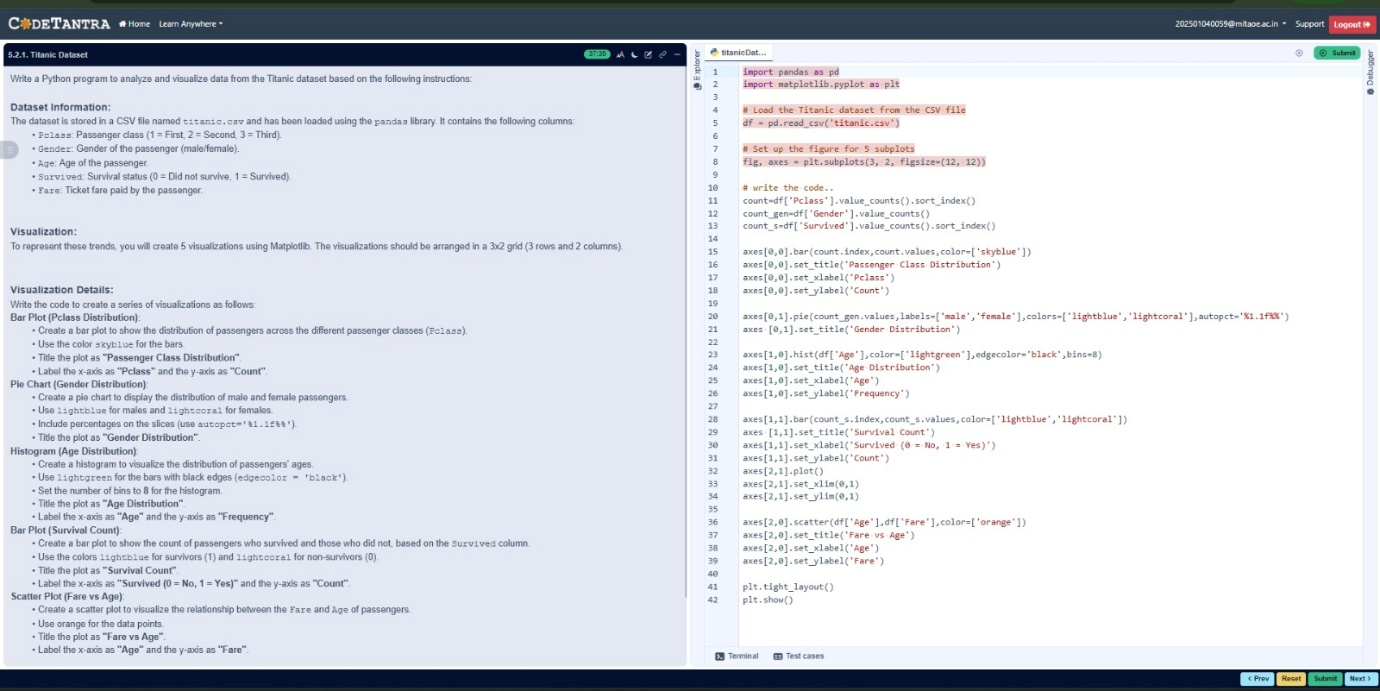 CODETANTRA Home Learn Anywhere
202501040059@mitaoe.ac.in Support Logout
5.2.1. Titanic Dataset
37:36
Write a Python program to analyze and visualize data from the Titanic dataset based on the following instructions:
Dataset Information:
The dataset is stored in a CSV file named titanic.csv and has been loaded using the pandas library. It contains the following columns:
• Pclass: Passenger class (1 = First, 2 = Second, 3 = Third).
• Gender: Gender of the passenger (male/female).
• Age: Age of the passenger.
• Survived: Survival status (0 = Did not survive, 1 = Survived).
• Fare: Ticket fare paid by the passenger.
Visualization:
To represent these trends, you will create 5 visualizations using Matplotlib. The visualizations should be arranged in a 3x2 grid (3 rows and 2 columns).
Visualization Details:
Write the code to create a series of visualizations as follows:
Bar Plot (Pclass Distribution):
• Create a bar plot to show the distribution of passengers across the different passenger classes (Pclass).
• Use the color skyblue for the bars.
• Title the plot as "Passenger Class Distribution".
• Label the x-axis as "Pclass" and the y-axis as "Count".
Pie Chart (Gender Distribution):
• Create a pie chart to display the distribution of male and female passengers.
• Use lightblue for males and lightcoral for females.
• Include percentages on the slices (use autopct='%1.1f%%').
• Title the plot as "Gender Distribution".
Histogram (Age Distribution):
• Create a histogram to visualize the distribution of passengers' ages.
• Use lightgreen for the bars with black edges (edgecolor = 'black').
• Set the number of bins to 8 for the histogram.
• Title the plot as "Age Distribution".
• Label the x-axis as "Age" and the y-axis as "Frequency".
Bar Plot (Survival Count):
• Create a bar plot to show the count of passengers who survived and those who did not, based on the Survived column.
• Use the colors lightblue for survivors (1) and lightcoral for non-survivors (0).
• Title the plot as "Survival Count".
• Label the x-axis as "Survived (0 = No, 1 = Yes)" and the y-axis as "Count".
Scatter Plot (Fare vs Age):
• Create a scatter plot to visualize the relationship between the Fare and Age of passengers.
• Use orange for the data points.
• Title the plot as "Fare vs Age".
• Label the x-axis as "Age" and the y-axis as "Fare".
Explorer
titanicDat...
Submit
Debugger
1 import pandas as pd
2 import matplotlib.pyplot as plt
3
4 # Load the Titanic dataset from the CSV file
5 df = pd.read_csv('titanic.csv')
6
7 # Set up the figure for 5 subplots
8 fig, axes = plt.subplots(3, 2, figsize=(12, 12))
9
10 # write the code..
11 count=df['Pclass'].value_counts().sort_index()
12 count_gen=df['Gender'].value_counts()
13 count_s=df['Survived'].value_counts().sort_index()
14
15 axes[0,0].bar(count.index,count.values,color=['skyblue'])
16 axes[0,0].set_title('Passenger Class Distribution')
17 axes[0,0].set_xlabel('Pclass')
18 axes[0,0].set_ylabel('Count')
19
20 axes[0,1].pie(count_gen.values,labels=['male','female'],colors=['lightblue','lightcoral'],autopct='%1.1f%%')
21 axes [0,1].set_title('Gender Distribution')
22
23 axes[1,0].hist(df['Age'],color=['lightgreen'],edgecolor='black',bins=8)
24 axes[1,0].set_title('Age Distribution')
25 axes[1,0].set_xlabel('Age')
26 axes[1,0].set_ylabel('Frequency')
27
28 axes[1,1].bar(count_s.index,count_s.values,color=['lightblue','lightcoral'])
29 axes [1,1].set_title('Survival Count')
30 axes[1,1].set_xlabel('Survived (0 = No, 1 = Yes)')
31 axes[1,1].set_ylabel('Count')
32 axes[2,1].plot()
33 axes[2,1].set_xlim(0,1)
34 axes[2,1].set_ylim(0,1)
35
36 axes[2,0].scatter(df['Age'],df['Fare'],color=['orange'])
37 axes[2,0].set_title('Fare vs Age')
38 axes[2,0].set_xlabel('Age')
39 axes[2,0].set_ylabel('Fare')
40
41 plt.tight_layout()
42 plt.show()
Terminal Test cases
< Prev Reset Submit Next >